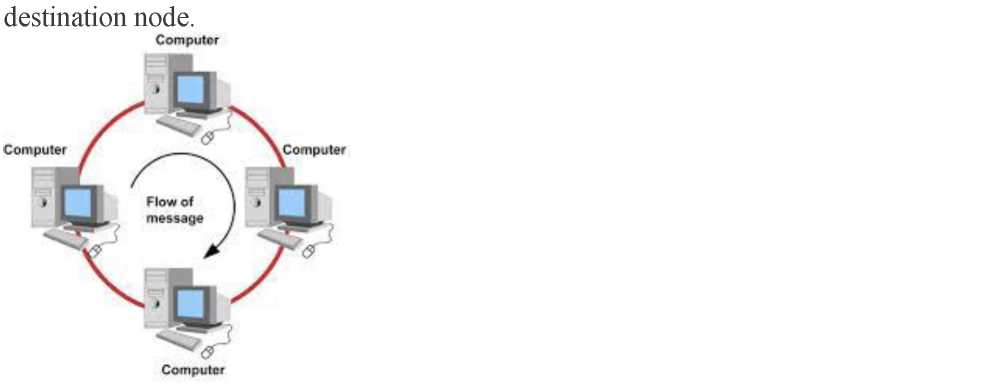 destination node.
Computer
Computer
Computer
Flow of
message
Computer